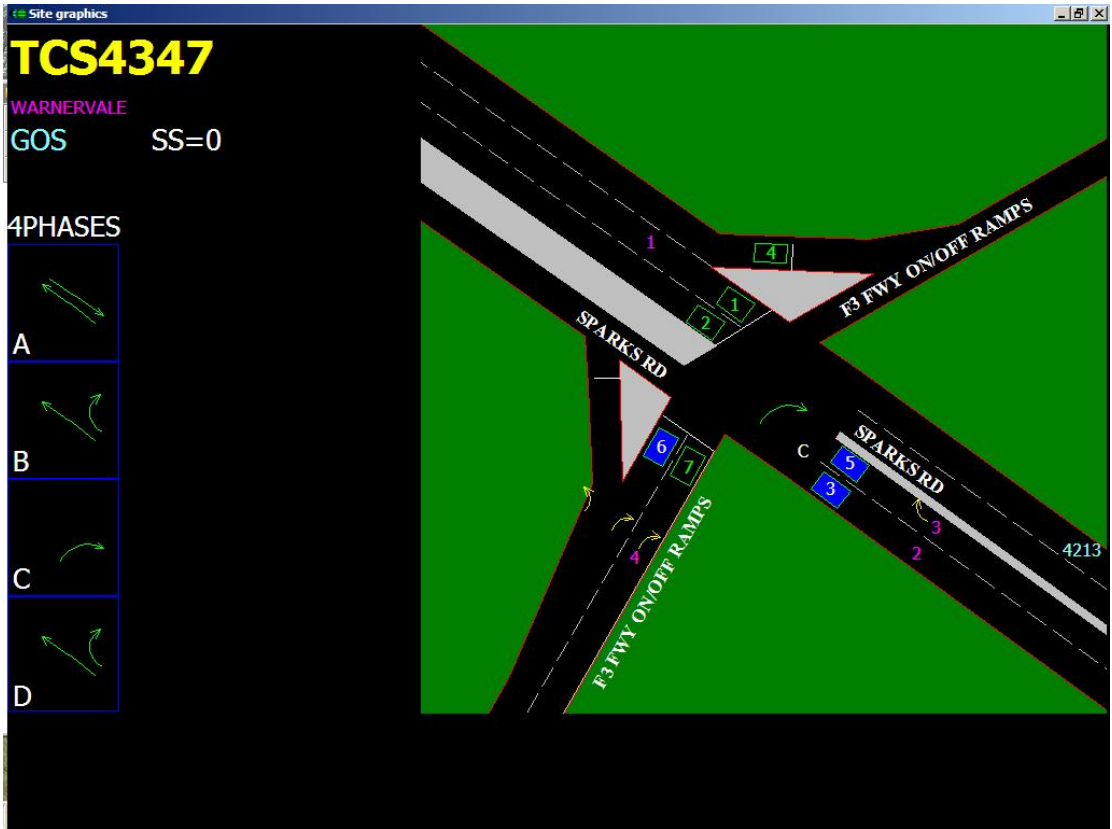 Site graphics
TCS4347
WARNERVALE
GOS SS=0
4PHASES
A
B
C
D
1
4
1
2
F3 FWY ON/OFF RAMPS
SPARKS RD
6
7
C
5
3
SPARKS RD
3
2
4213
4
F3 FWY ON/OFF RAMPS